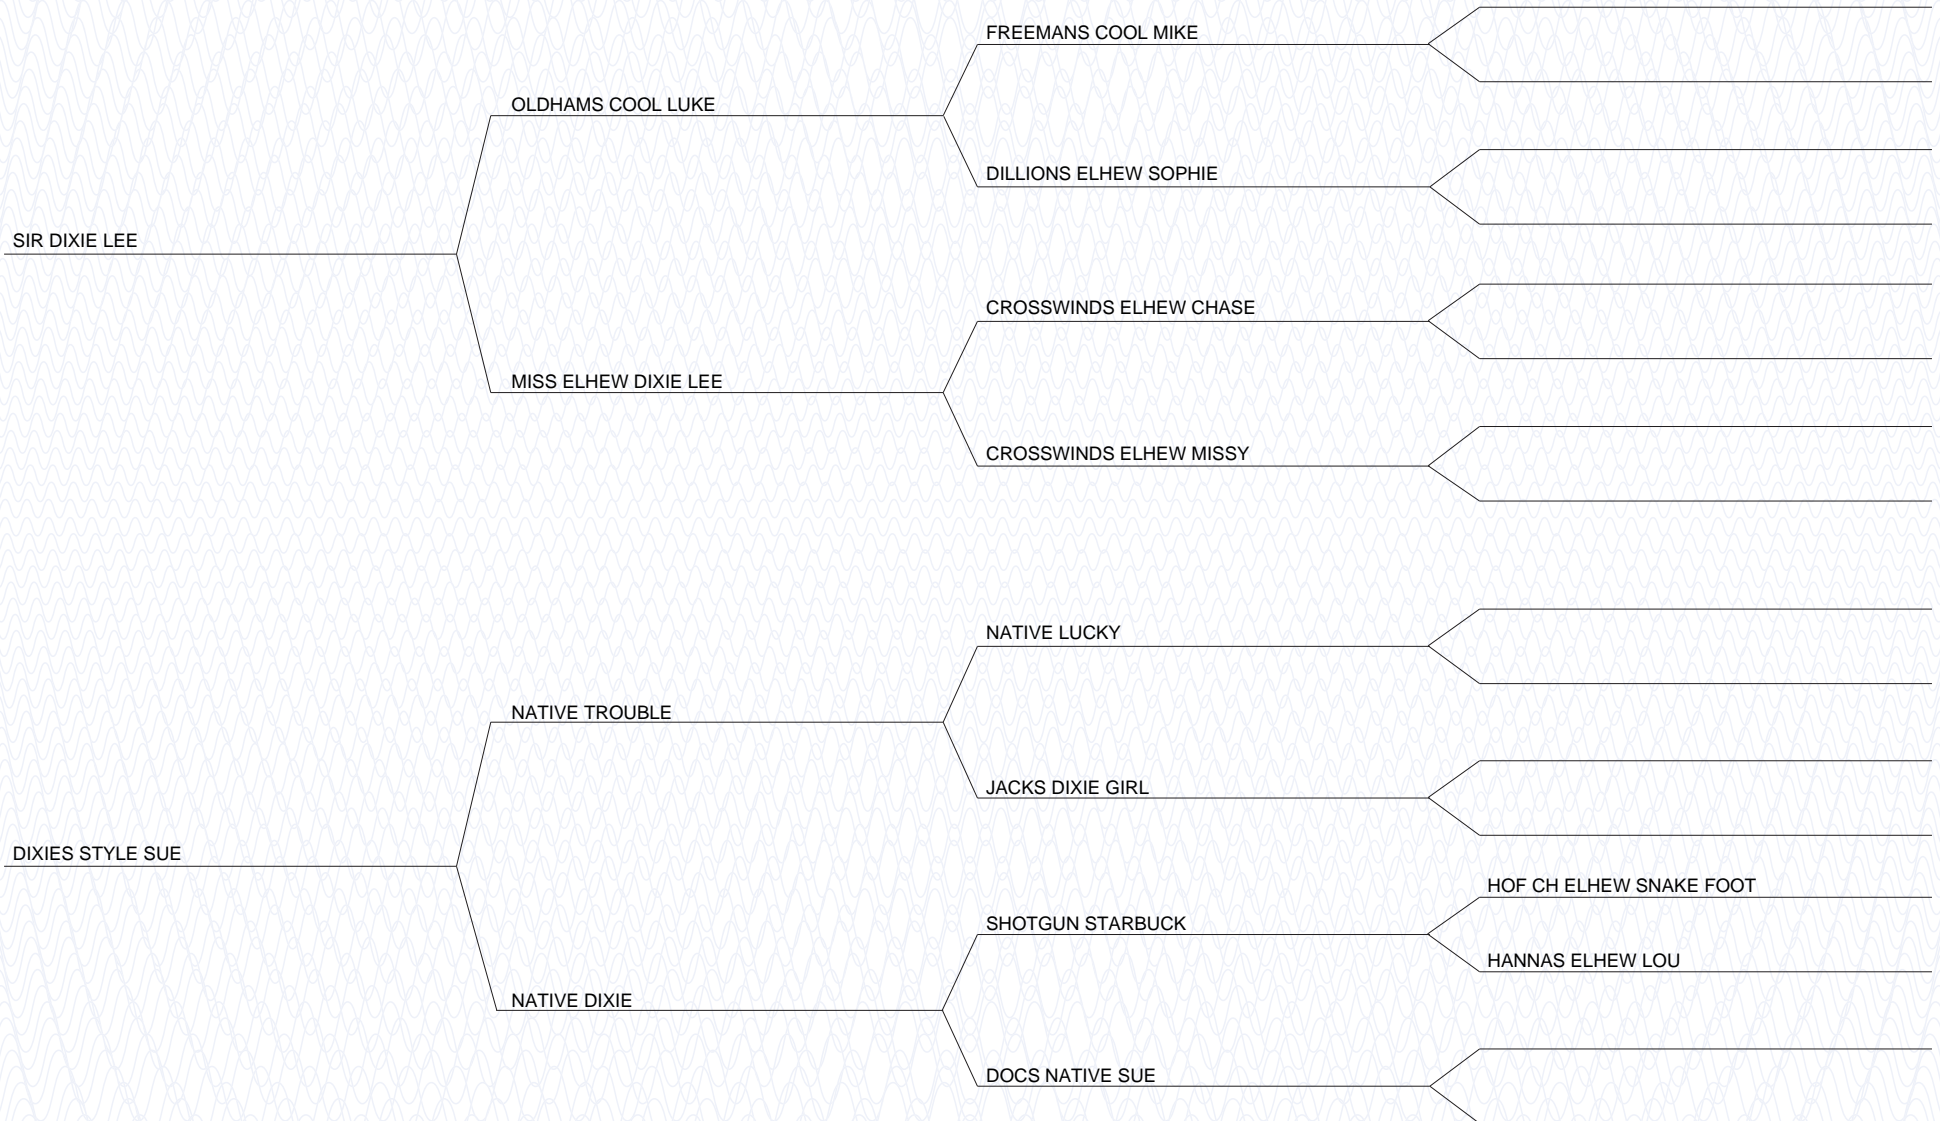 FREEMANS COOL MIKE
OLDHAMS COOL LUKE
DILLIONS ELHEW SOPHIE
SIR DIXIE LEE
CROSSWINDS ELHEW CHASE
MISS ELHEW DIXIE LEE
CROSSWINDS ELHEW MISSY
NATIVE LUCKY
NATIVE TROUBLE
JACKS DIXIE GIRL
DIXIES STYLE SUE
HOF CH ELHEW SNAKE FOOT
SHOTGUN STARBUCK
HANNAS ELHEW LOU
NATIVE DIXIE
DOCS NATIVE SUE